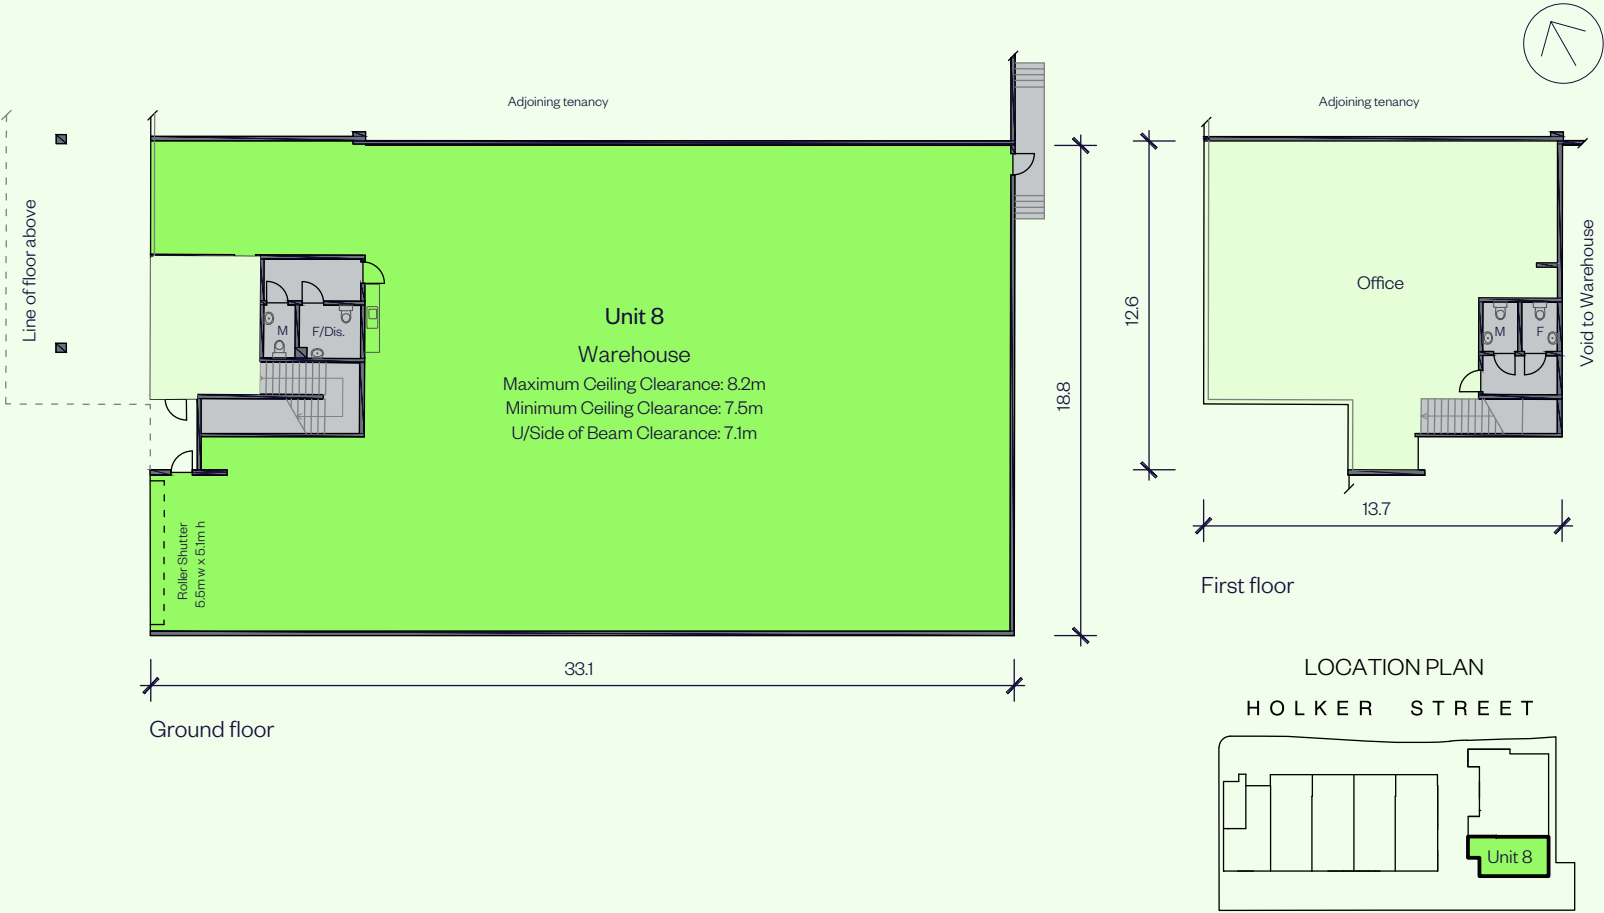 Adjoining tenancy
Line of floor above
M
F/Dis.
Unit 8
Warehouse
Maximum Ceiling Clearance: 8.2m
Minimum Ceiling Clearance: 7.5m
U/Side of Beam Clearance: 7.1m
Roller Shutter
5.5m w x 5.1m h
18.8
33.1
Ground floor
Adjoining tenancy
12.6
Office
M
F
Void to Warehouse
13.7
First floor
LOCATION PLAN
HOLKER STREET
Unit 8